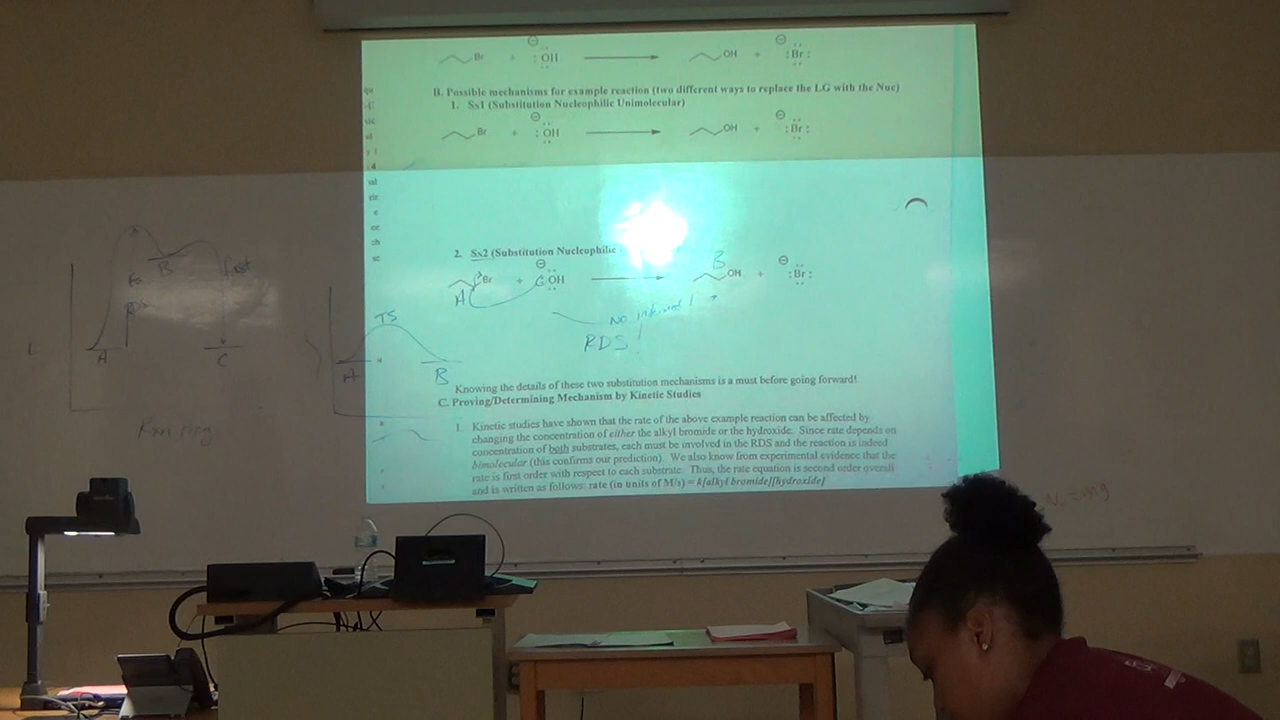 Br + :OH OH + :Br:
B. Possible mechanisms for example reaction (two different ways to replace the LG with the Nuc)
1. SN1 (Substitution Nucleophilic Unimolecular)
Br + :OH OH + :Br:
2. SN2 (Substitution Nucleophilic
B
Br + OH OH + :Br:
A
No
RDS!
Knowing the details of these two substitution mechanisms is a must before going forward!
C. Proving/Determining Mechanism by Kinetic Studies
1. Kinetic studies have shown that the rate of the above example reaction can be affected by
changing the concentration of either the alkyl bromide or the hydroxide. Since rate depends on
concentration of both substrates, each must be involved in the RDS and the reaction is indeed
bimolecular (this confirms our prediction). We also know from experimental evidence that the
rate is first order with respect to each substrate. Thus, the rate equation is second order overall
and is written as follows: rate (in units of M/s) = k[alkyl bromide][hydroxide]
B
fast
A
C
TS
A
B